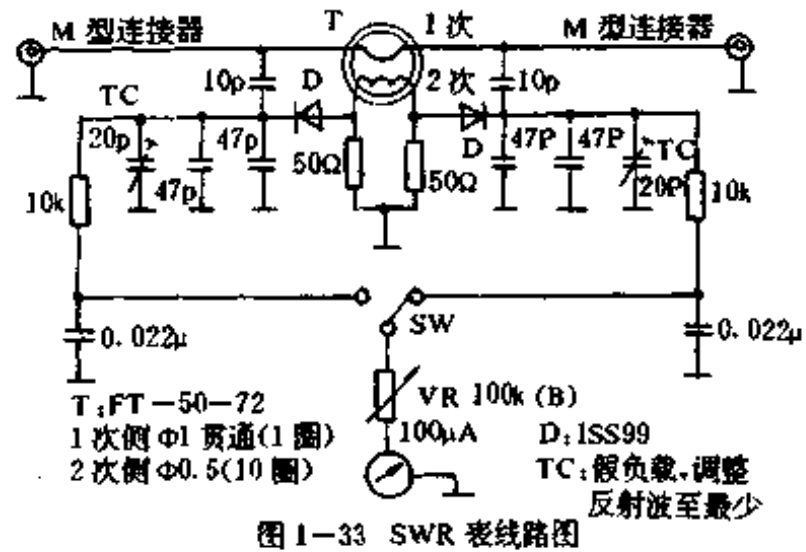 M 型连接器
T
1 次
M 型连接器
10p
D
2 次
10p
TC
20p
47p
47p
50Ω
50Ω
D
47P
47P
TC
20P
10k
10k
0.022μ
SW
0.022μ
VR 100k (B)
100μA
T:FT-50-72
1 次侧 Φ1 贯通(1 圈)
2 次侧 Φ0.5(10 圈)
D:1SS99
TC:假负载,调整
反射波至最少
图 1-33 SWR 表线路图